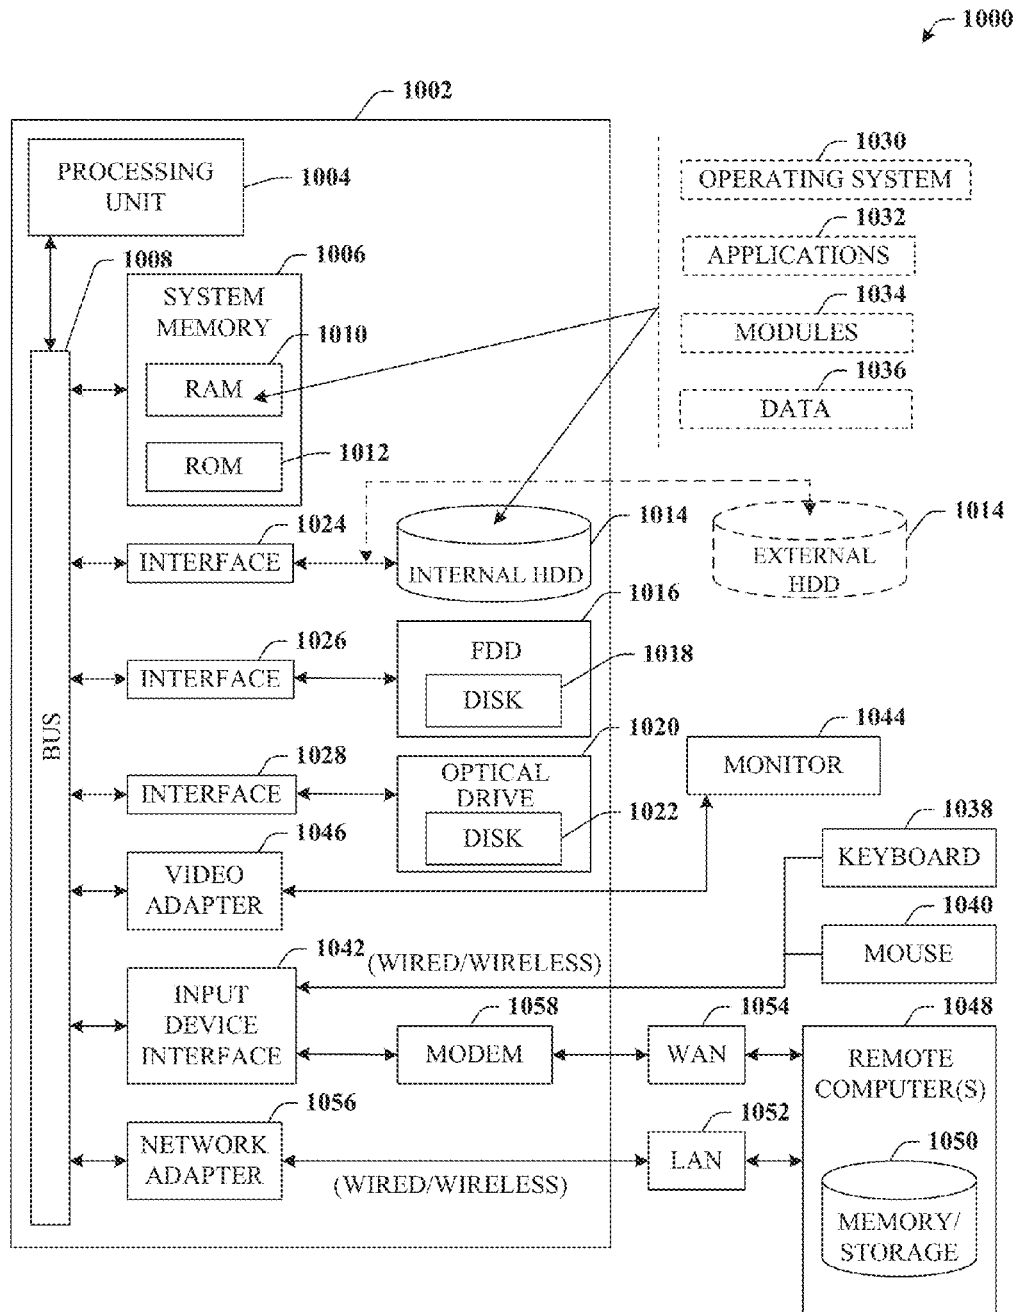 1000
1002
PROCESSING
UNIT
1004
1008
1006
SYSTEM
MEMORY
1010
RAM
1012
ROM
1030
OPERATING SYSTEM
1032
APPLICATIONS
1034
MODULES
1036
DATA
1024
INTERFACE
1014
INTERNAL HDD
1014
EXTERNAL
HDD
1026
INTERFACE
1016
FDD
1018
DISK
BUS
1028
INTERFACE
1020
OPTICAL
DRIVE
1022
DISK
1044
MONITOR
1046
VIDEO
ADAPTER
1038
KEYBOARD
1040
MOUSE
1042
(WIRED/WIRELESS)
INPUT
DEVICE
INTERFACE
1058
MODEM
1054
WAN
1048
REMOTE
COMPUTER(S)
1056
NETWORK
ADAPTER
(WIRED/WIRELESS)
1052
LAN
1050
MEMORY/
STORAGE